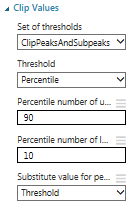 Clip Values
Set of thresholds
ClipPeaksAndSubpeaks
Threshold
Percentile
Percentile number of u...
90
Percentile number of l...
10
Substitute value for pe...
Threshold